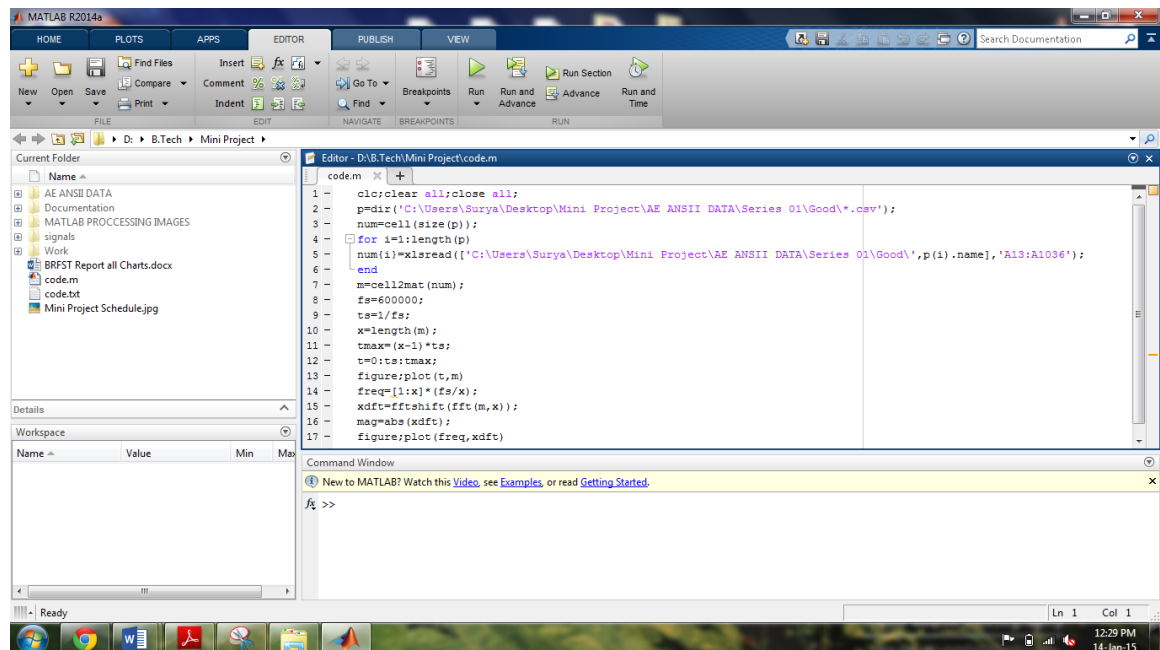 MATLAB R2014a
HOME PLOTS APPS EDITOR PUBLISH VIEW Search Documentation
New Open Save Find Files Compare Print
Insert fx Comment Indent
Go To Find
Breakpoints
Run Run and Advance Run Section Advance Run and Time
FILE EDIT NAVIGATE BREAKPOINTS RUN
D: B.Tech Mini Project
Current Folder
Name
AE ANSII DATA
Documentation
MATLAB PROCCESSING IMAGES
signals
Work
BRFST Report all Charts.docx
code.m
code.txt
Mini Project Schedule.jpg
Details
Workspace
Name Value Min Max
Editor - D:\B.Tech\Mini Project\code.m
code.m
1 - clc;clear all;close all;
2 - p=dir('C:\Users\Surya\Desktop\Mini Project\AE ANSII DATA\Series 01\Good\*.csv');
3 - num=cell(size(p));
4 - for i=1:length(p)
5 - num{i}=xlsread(['C:\Users\Surya\Desktop\Mini Project\AE ANSII DATA\Series 01\Good\',p(i).name],'A13:A1036');
6 - end
7 - m=cell2mat(num);
8 - fs=600000;
9 - ts=1/fs;
10 - x=length(m);
11 - tmax=(x-1)*ts;
12 - t=0:ts:tmax;
13 - figure;plot(t,m)
14 - freq=[1:x]*(fs/x);
15 - xdft=fftshift(fft(m,x));
16 - mag=abs(xdft);
17 - figure;plot(freq,xdft)
Command Window
New to MATLAB? Watch this Video, see Examples, or read Getting Started.
fx >>
Ready
Ln 1 Col 1
12:29 PM
14-Jan-15